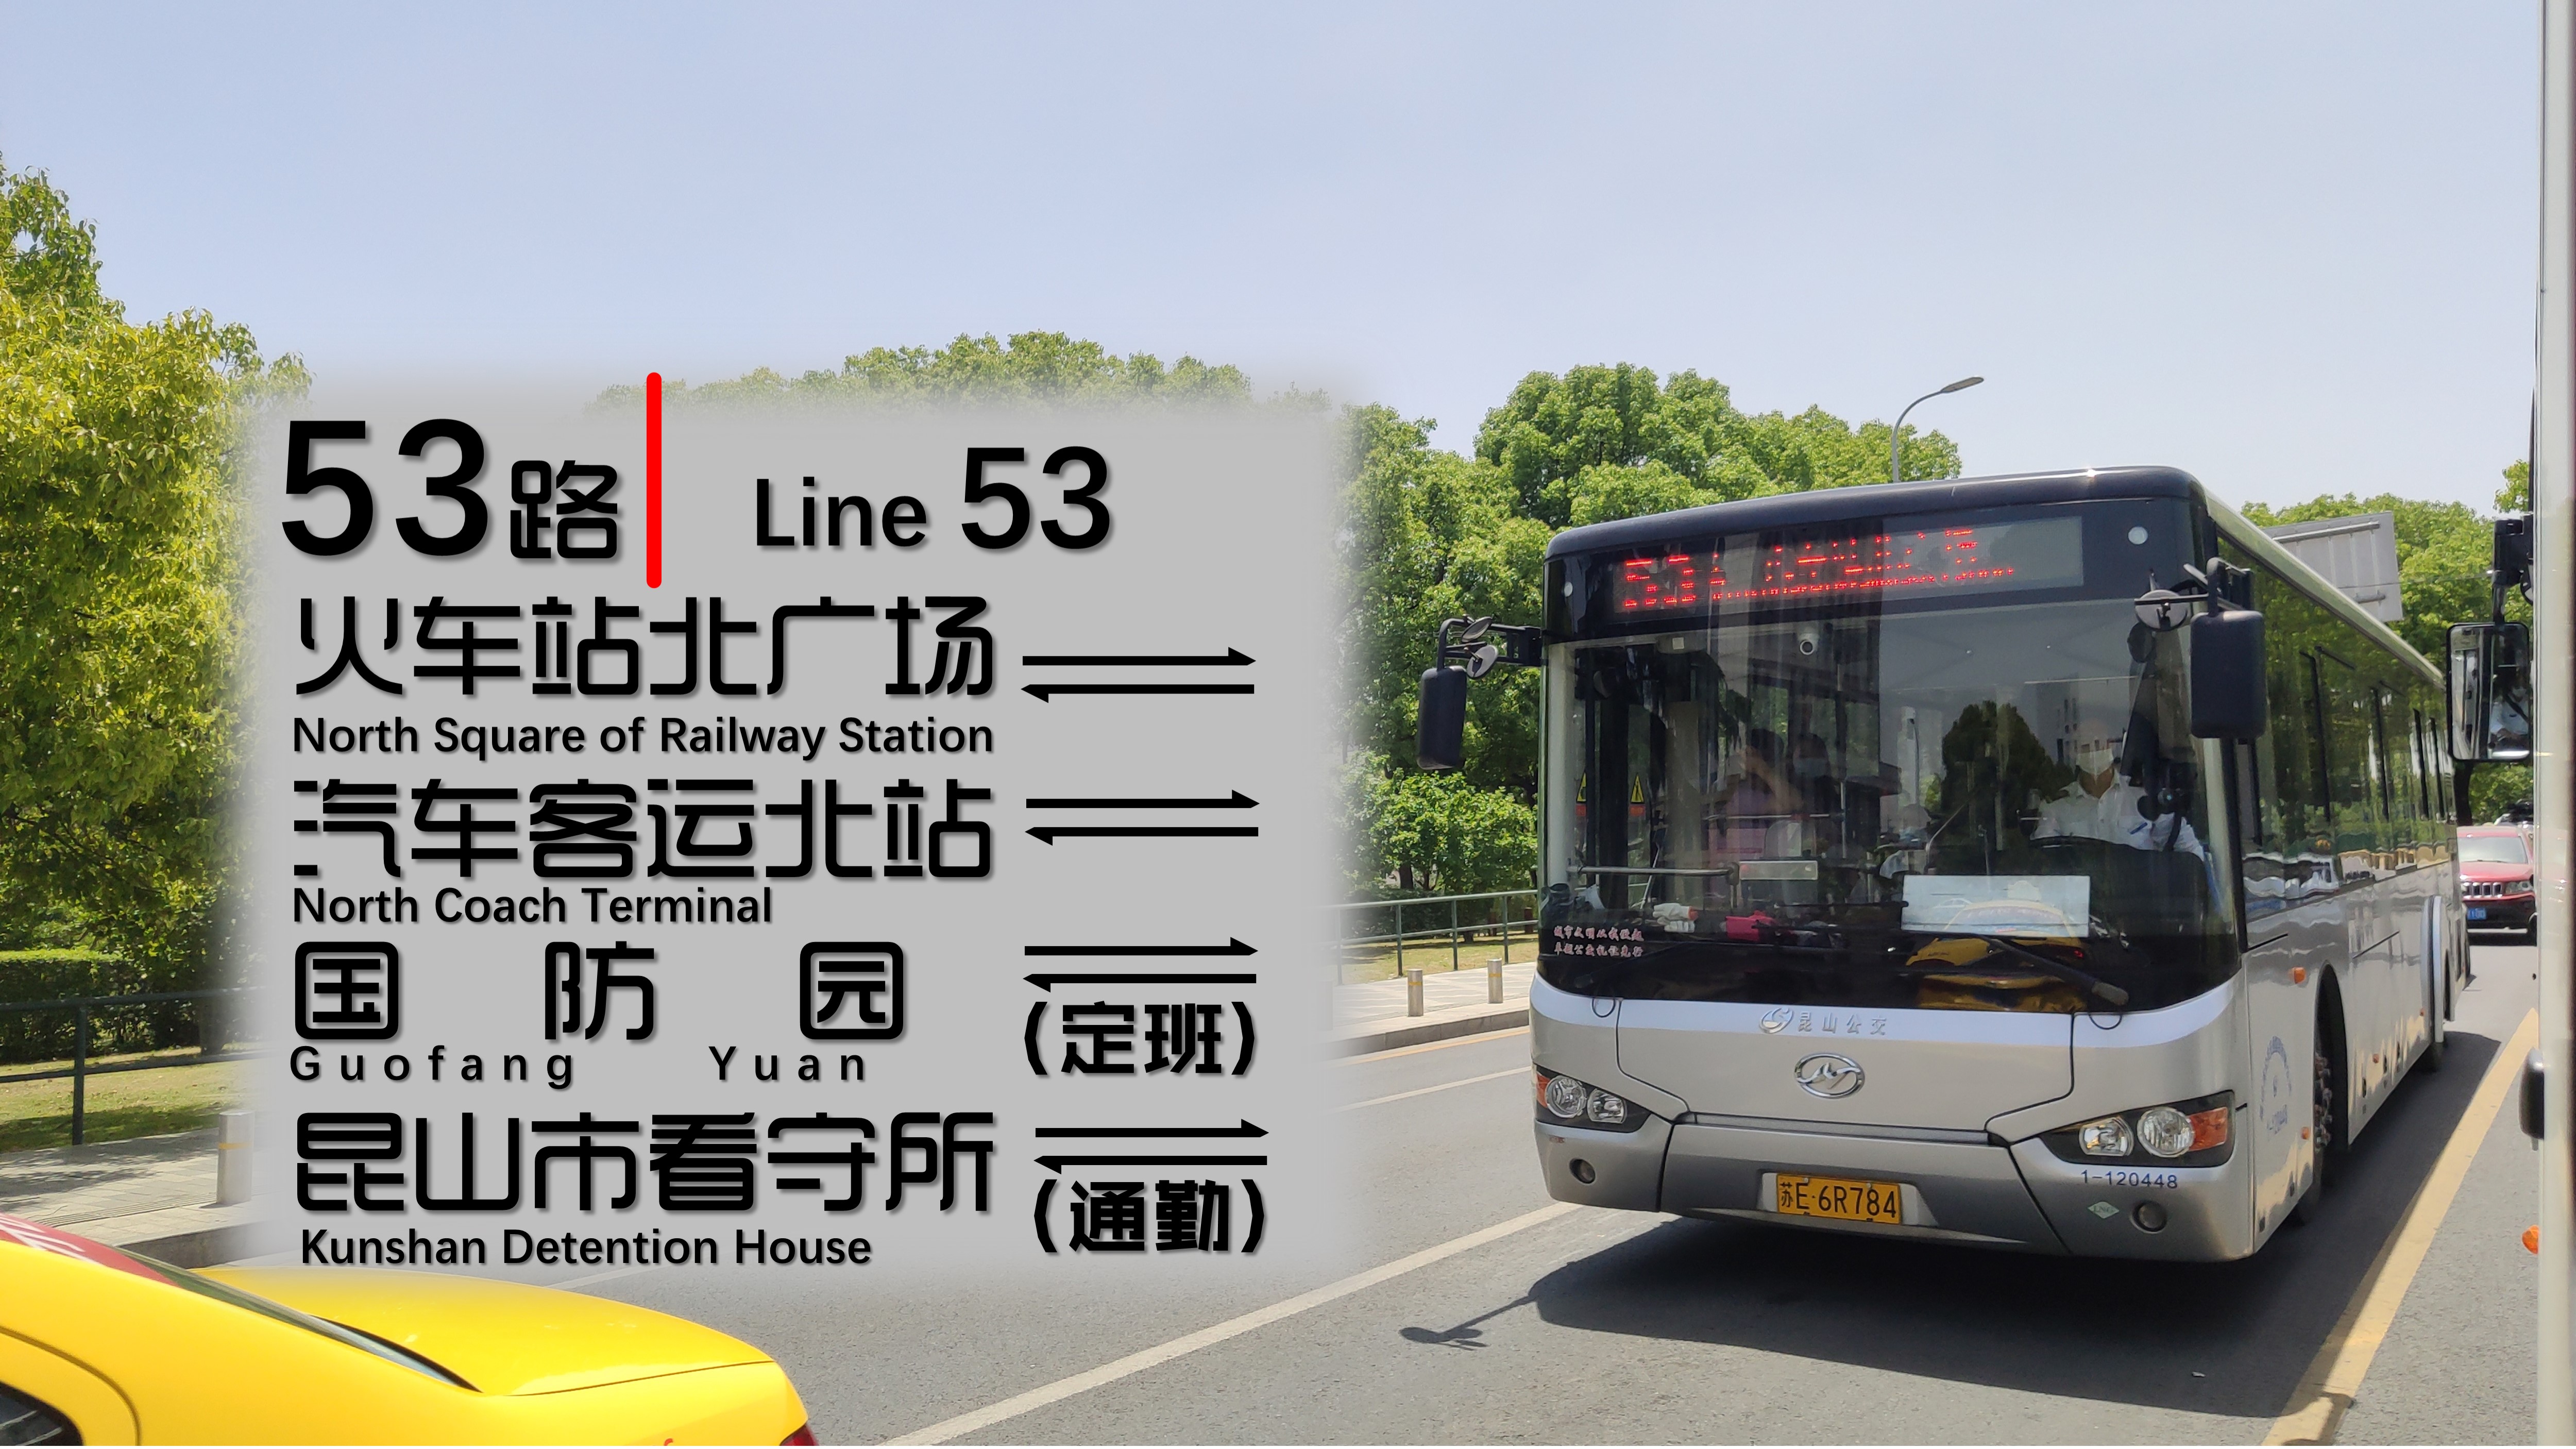 53路 Line 53
火车站北广场
North Square of Railway Station
汽车客运北站
North Coach Terminal
国 防 园
Guofang Yuan
(定班)
昆山市看守所
Kunshan Detention House
(通勤)
53
昆山公交
苏E·6R784
1-120448